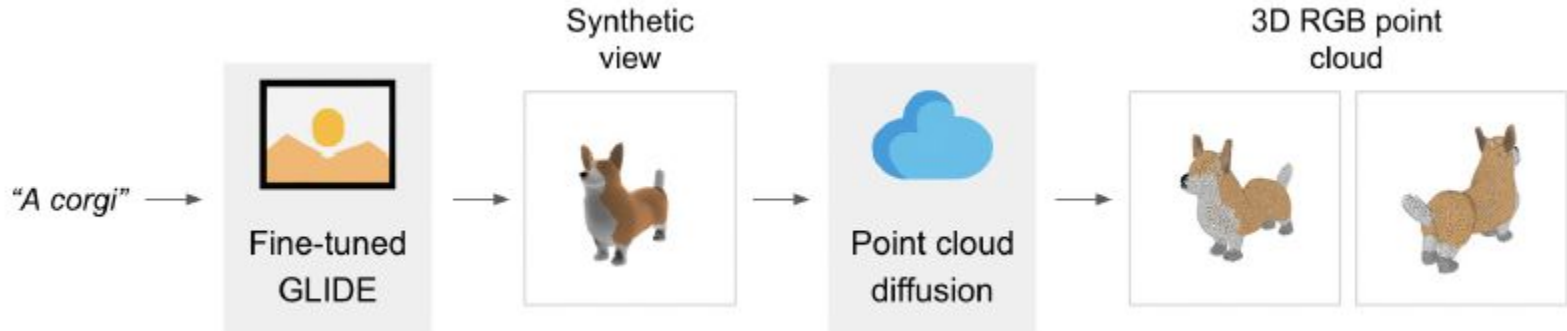 Synthetic
view
3D RGB point
cloud
“A corgi”
Fine-tuned
GLIDE
Point cloud
diffusion